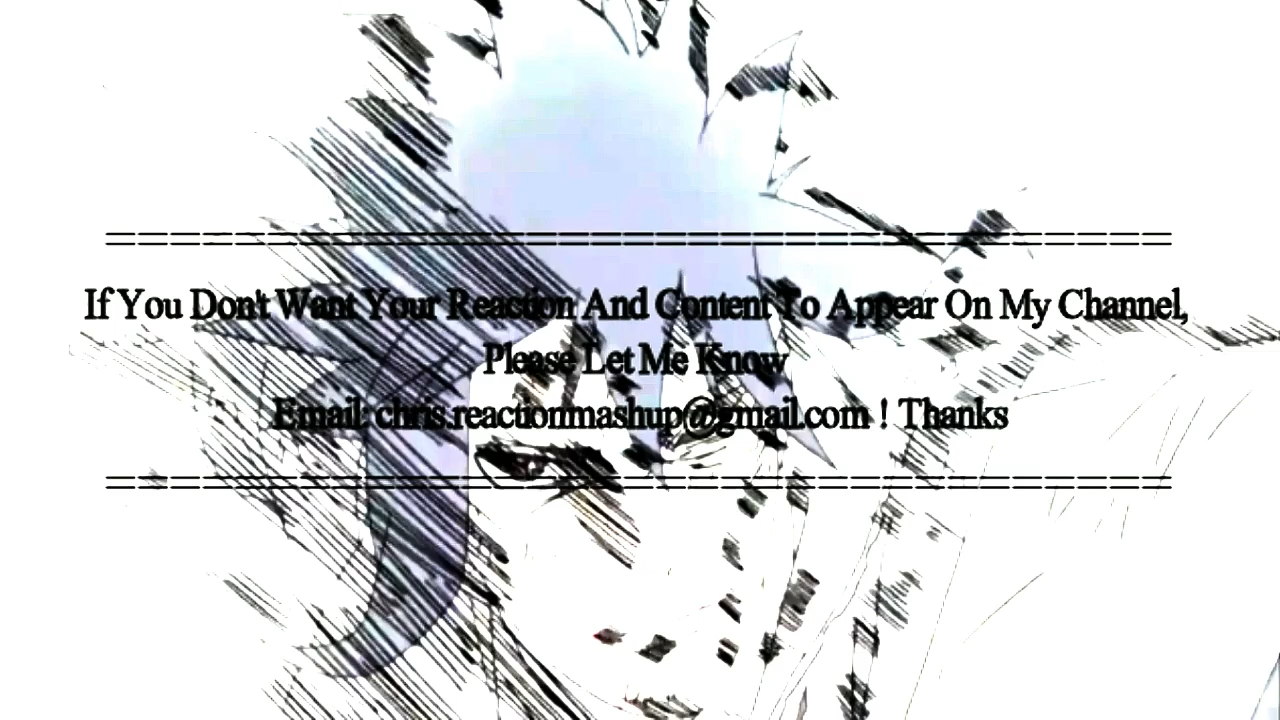 ==================================
If You Don't Want Your Reaction And Content To Appear On My Channel,
Please Let Me Know
Email: chris.reactionmashup@gmail.com ! Thanks
==================================